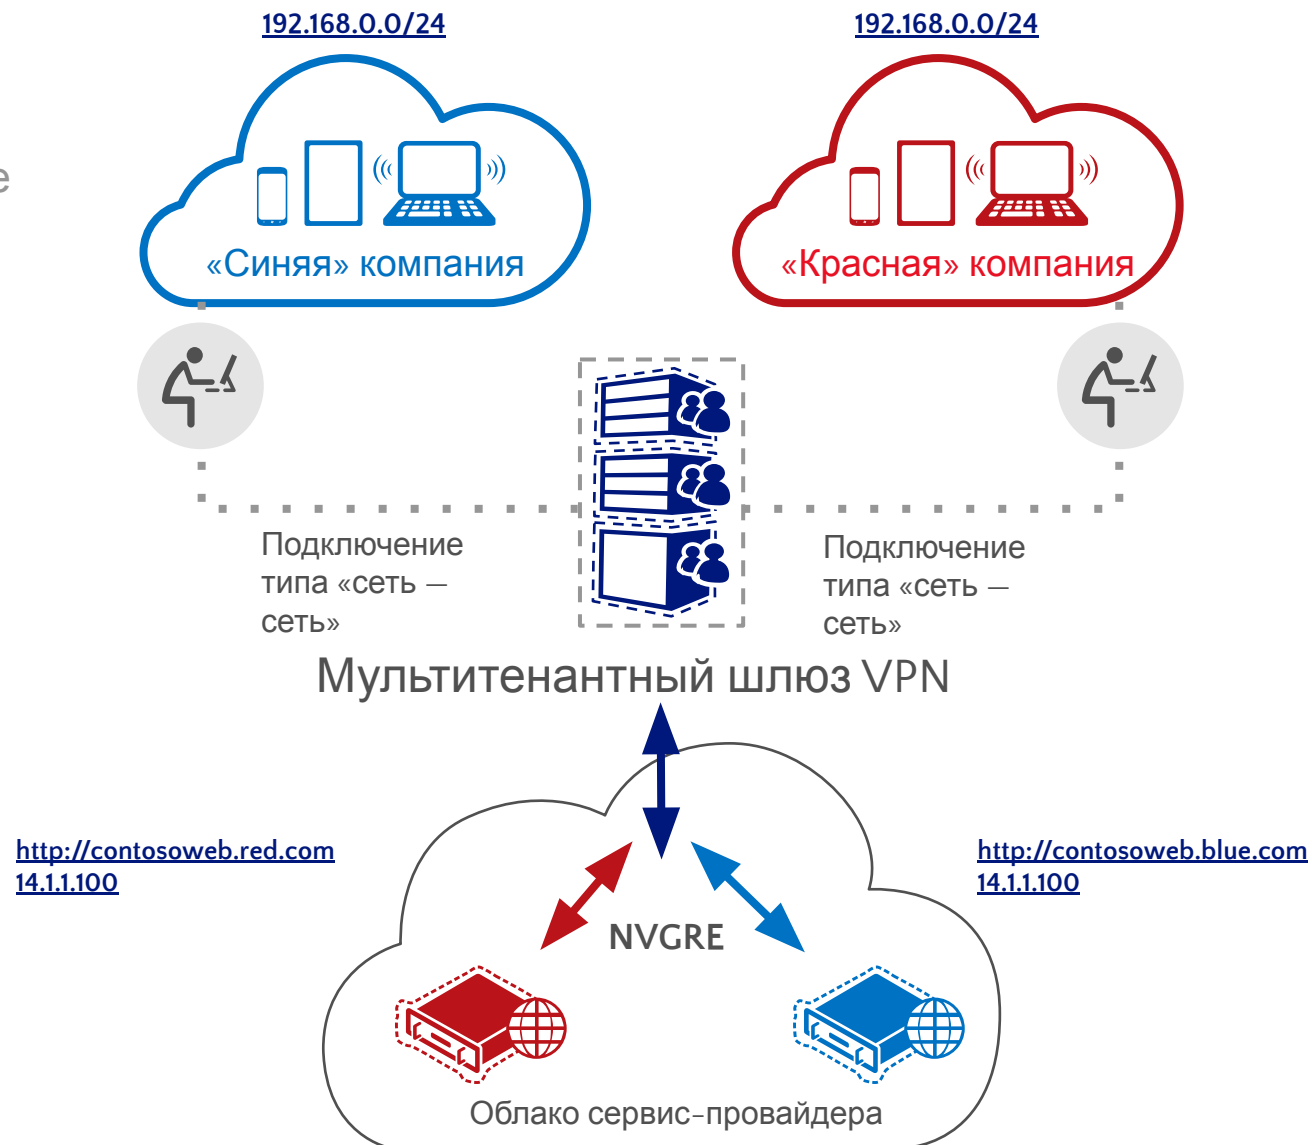 192.168.0.0/24
192.168.0.0/24
е
«Синяя» компания
«Красная» компания
Подключение
типа «сеть –
сеть»
Подключение
типа «сеть –
сеть»
Мультитенантный шлюз VPN
http://contosoweb.red.com
14.1.1.100
http://contosoweb.blue.com
14.1.1.100
NVGRE
Облако сервис-провайдера